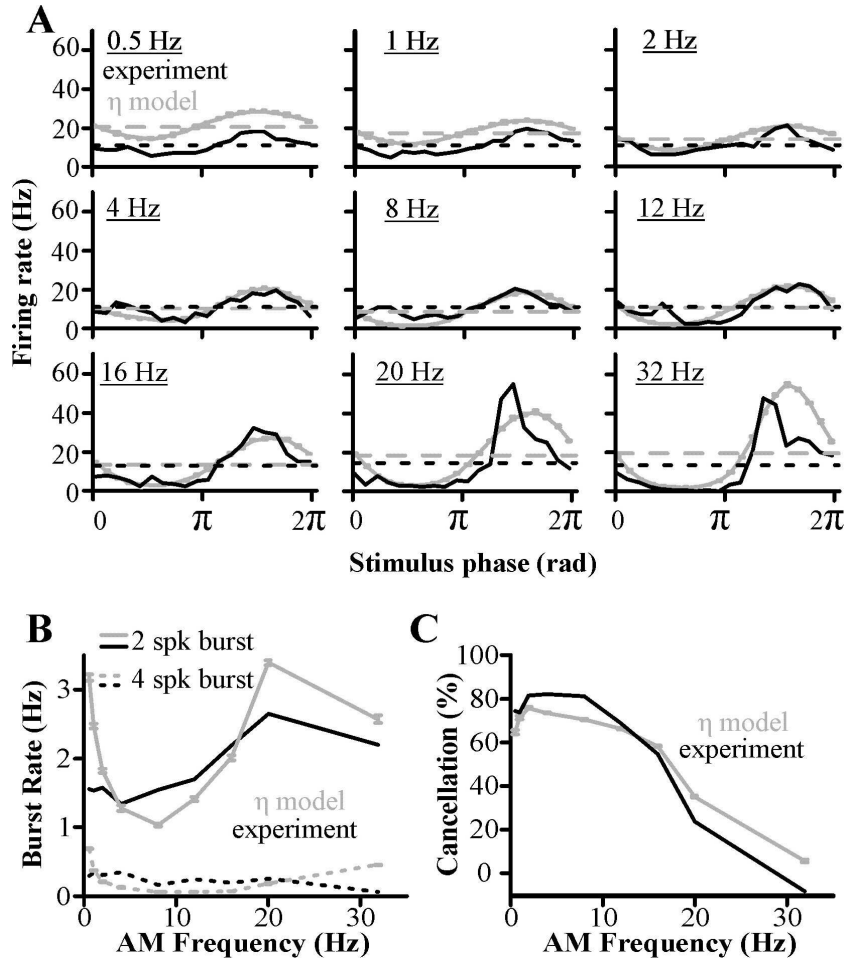 A
0.5 Hz
experiment
η model
1 Hz
2 Hz
60
40
20
0
4 Hz
8 Hz
12 Hz
60
40
20
0
16 Hz
20 Hz
32 Hz
60
40
20
0
0 π 2π
0 π 2π
0 π 2π
Firing rate (Hz)
Stimulus phase (rad)
B
2 spk burst
4 spk burst
η model
experiment
3
2
1
0
0 10 20 30
Burst Rate (Hz)
AM Frequency (Hz)
C
100
80
60
40
20
0
η model
experiment
0 10 20 30
Cancellation (%)
AM Frequency (Hz)